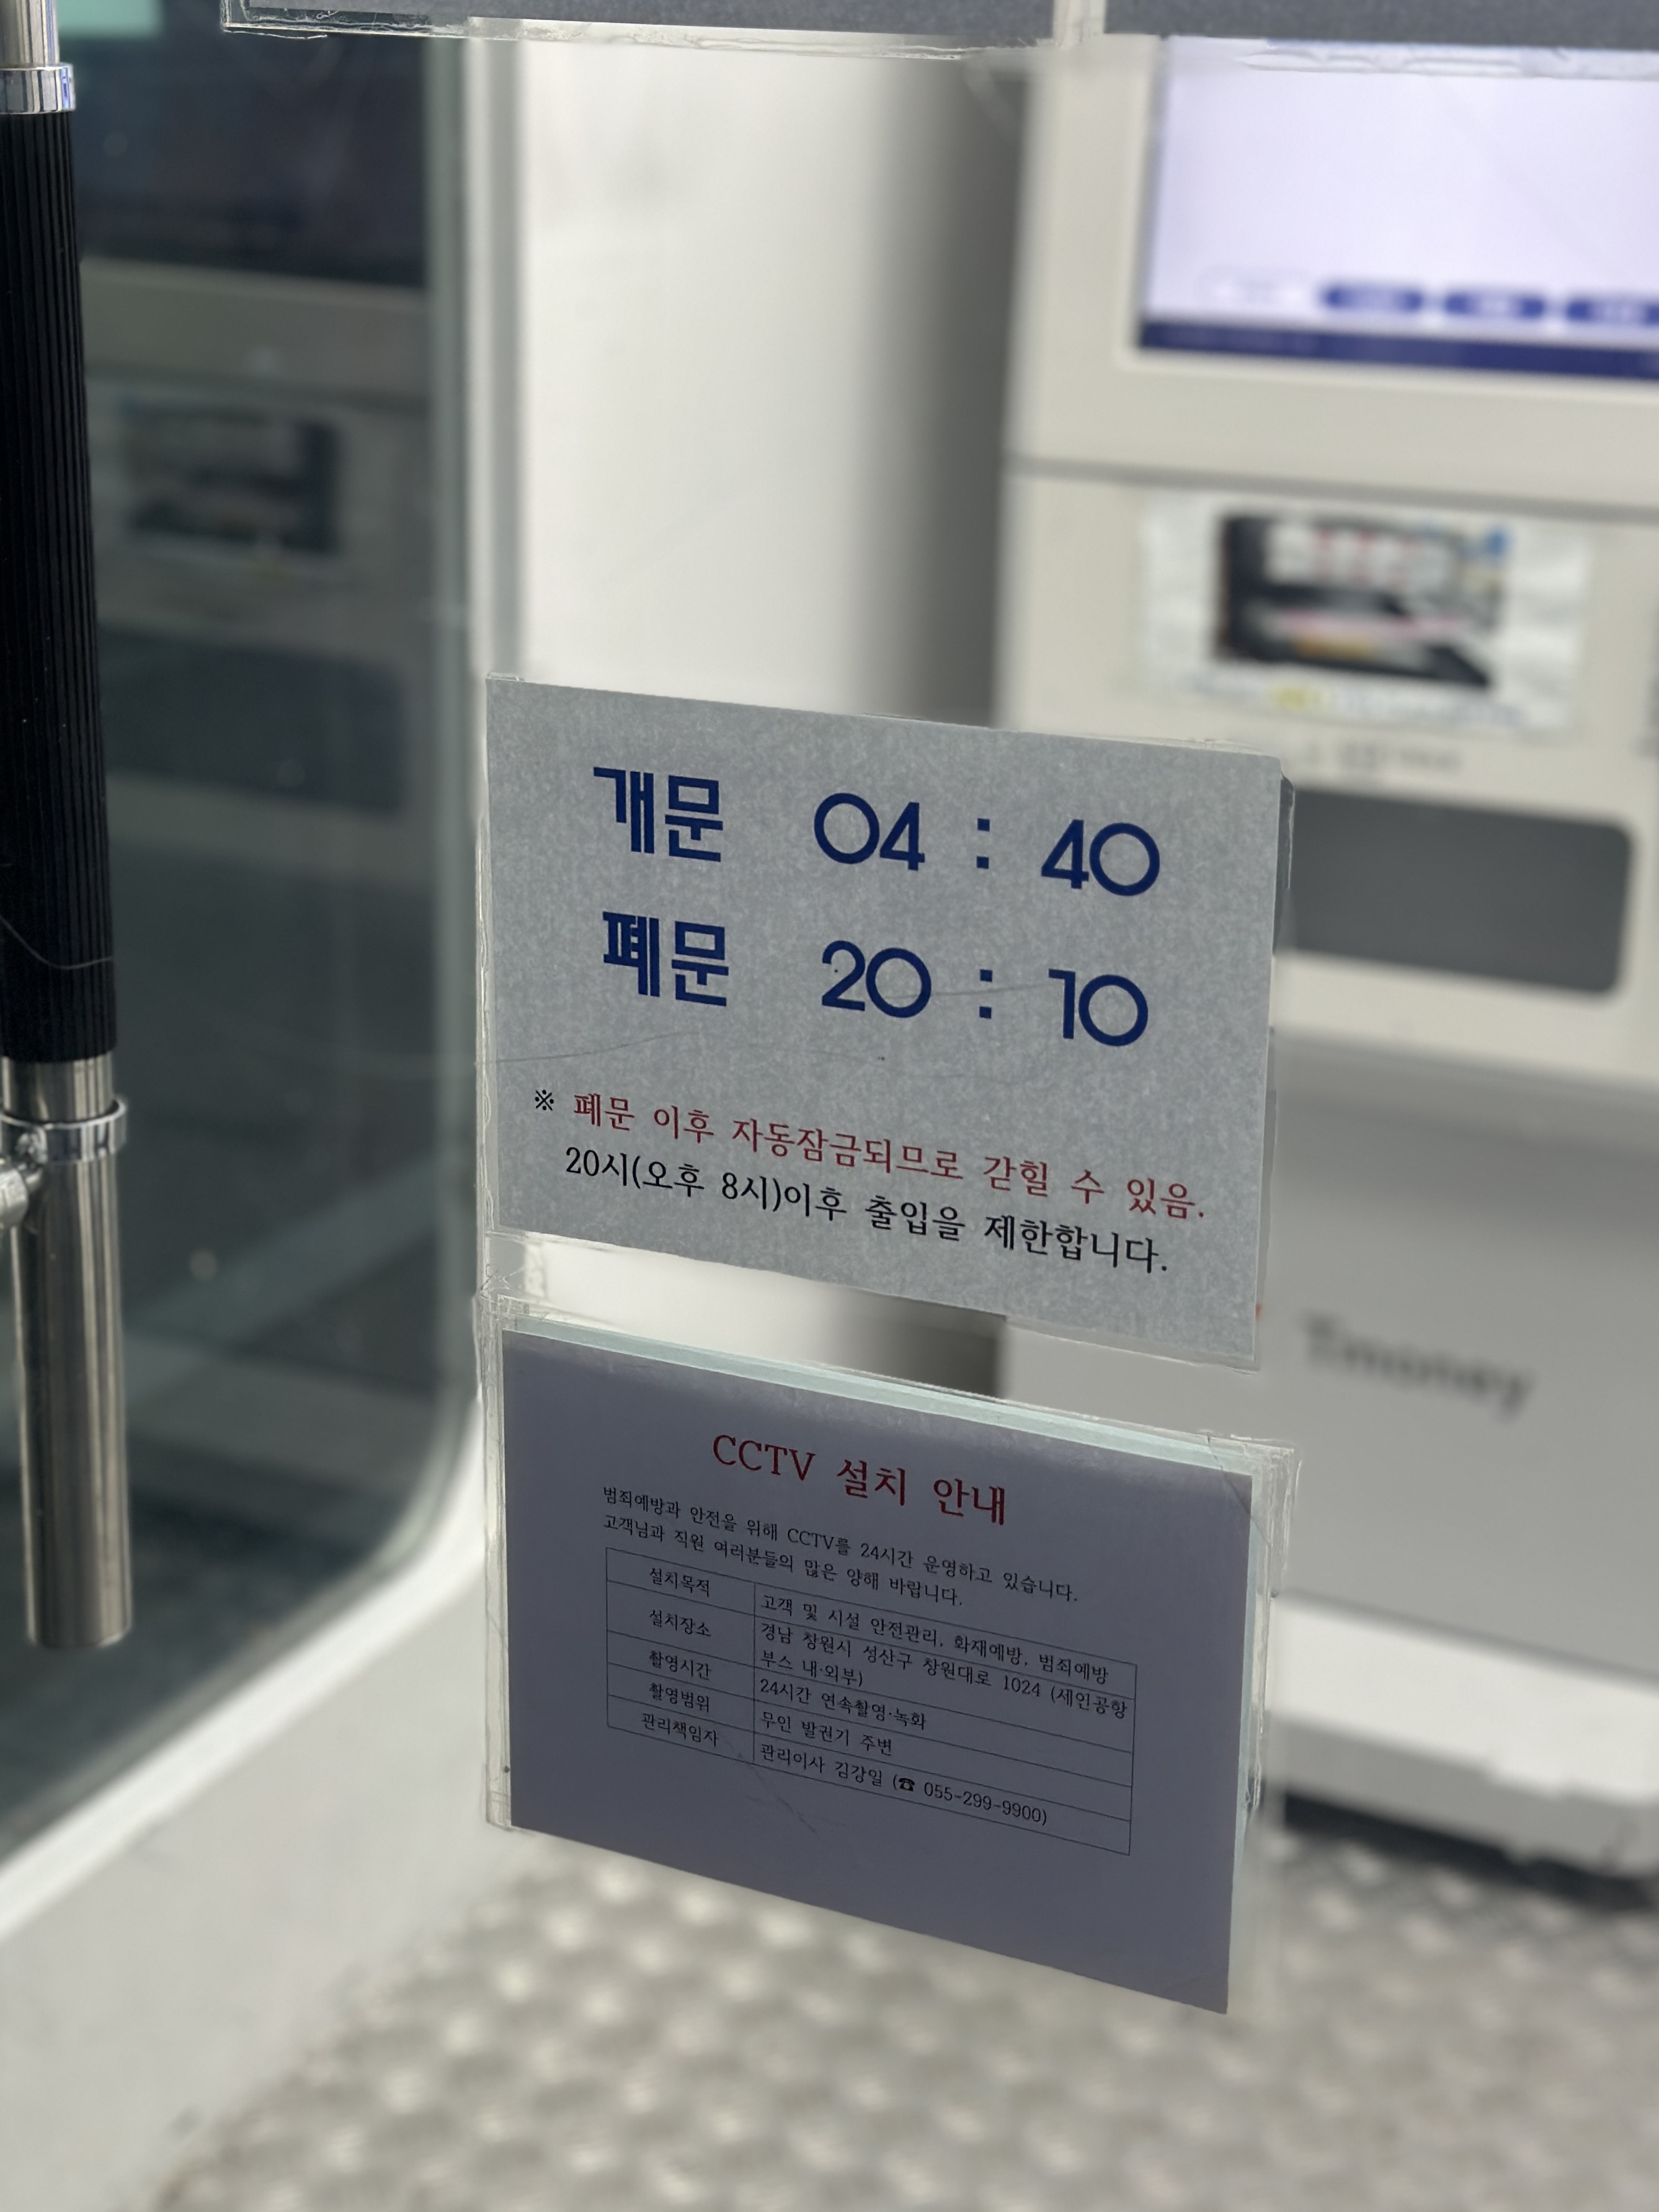 개문 04 : 40
폐문 20 : 10
※ 폐문 이후 자동잠금되므로 갇힐 수 있음.
20시(오후 8시)이후 출입을 제한합니다.
Tmoney
CCTV 설치 안내
범죄예방과 안전을 위해 CCTV를 24시간 운영하고 있습니다.
고객님과 직원 여러분들의 많은 양해 바랍니다.
설치목적 고객 및 시설 안전관리, 화재예방, 범죄예방
설치장소 경남 창원시 성산구 창원대로 1024 (세인공항
부스 내·외부)
촬영시간 24시간 연속촬영·녹화
촬영범위 무인 발권기 주변
관리책임자 관리이사 김강일 (☎ 055-299-9900)